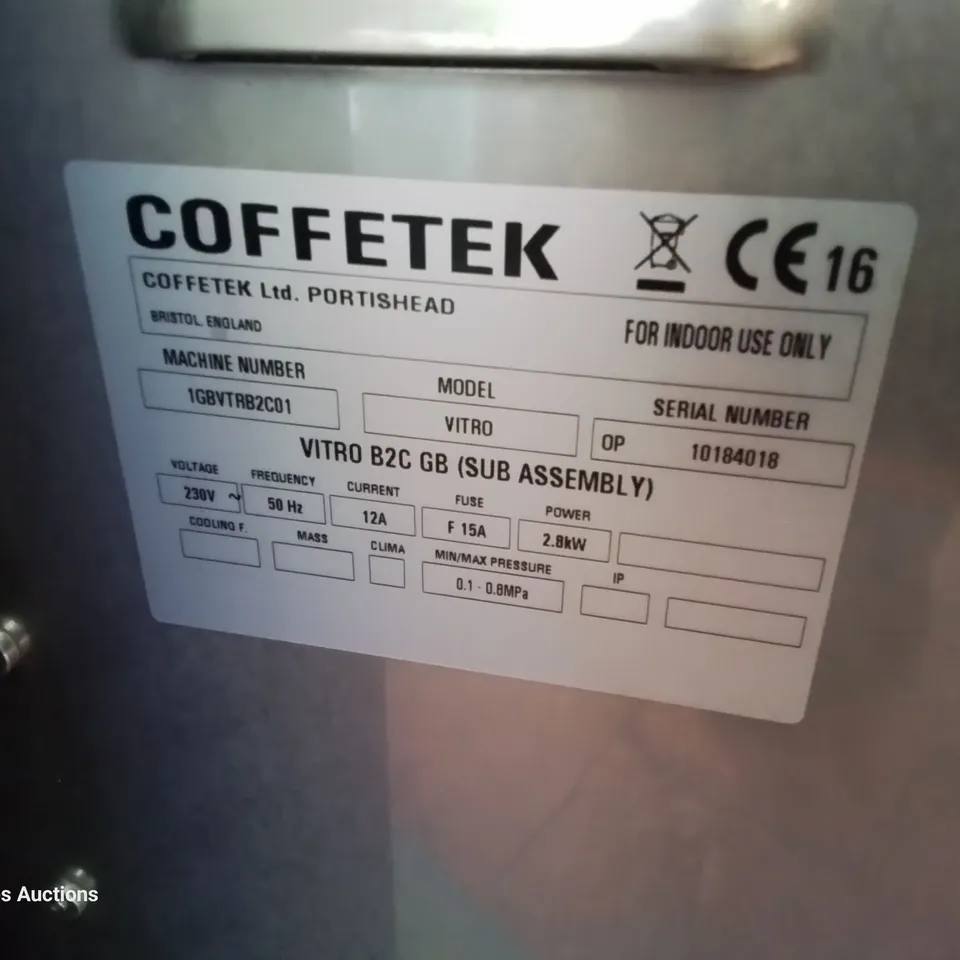 COFFETEK
CE 16
COFFETEK Ltd. PORTISHEAD
BRISTOL, ENGLAND
FOR INDOOR USE ONLY
MACHINE NUMBER
1GBVTRB2C01
MODEL
VITRO
SERIAL NUMBER
OP 10184018
VITRO B2C GB (SUB ASSEMBLY)
VOLTAGE FREQUENCY CURRENT FUSE POWER
230V ~ 50 Hz 12A F 15A 2.8kW
COOLING F. MASS CLIMA MIN/MAX PRESSURE IP
0.1 - 0.8MPa
s Auctions